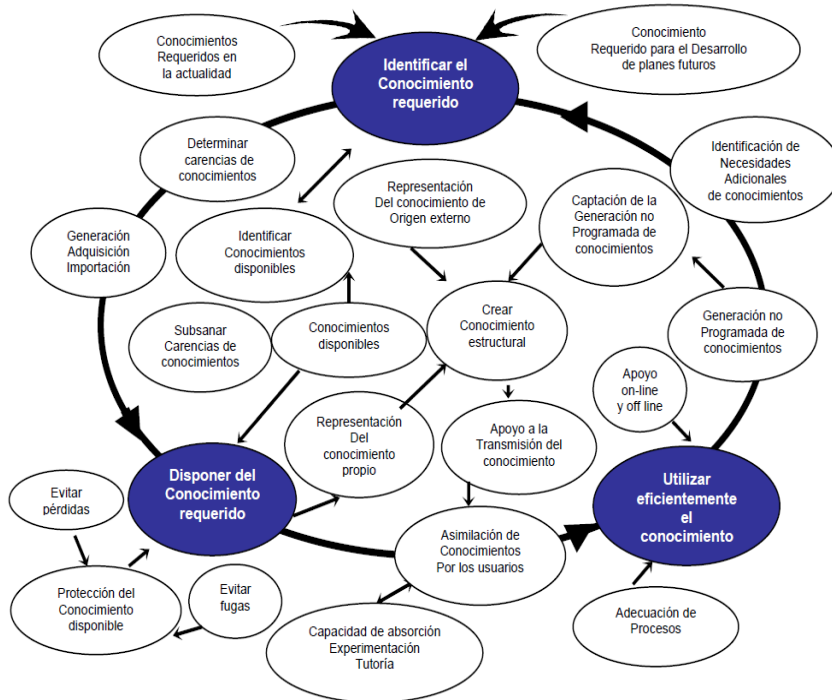 Conocimientos
Requeridos en
la actualidad
Identificar el
Conocimiento
requerido
Conocimiento
Requerido para el Desarrollo
de planes futuros
Determinar
carencias de
conocimientos
Representación
Del conocimiento de
Origen externo
Captación de la
Generación no
Programada de
conocimientos
Identificación de
Necesidades
Adicionales
de conocimientos
Generación
Adquisición
Importación
Identificar
Conocimientos
disponibles
Subsanar
Carencias de
conocimientos
Conocimientos
disponibles
Crear
Conocimiento
estructural
Generación no
Programada de
conocimientos
Apoyo
on-line
y off line
Representación
Del
conocimiento
propio
Apoyo a la
Transmisión del
conocimiento
Disponer del
Conocimiento
requerido
Utilizar
eficientemente
el
conocimiento
Evitar
pérdidas
Asimilación de
Conocimientos
Por los usuarios
Protección del
Conocimiento
disponible
Evitar
fugas
Capacidad de absorción
Experimentación
Tutoría
Adecuación de
Procesos